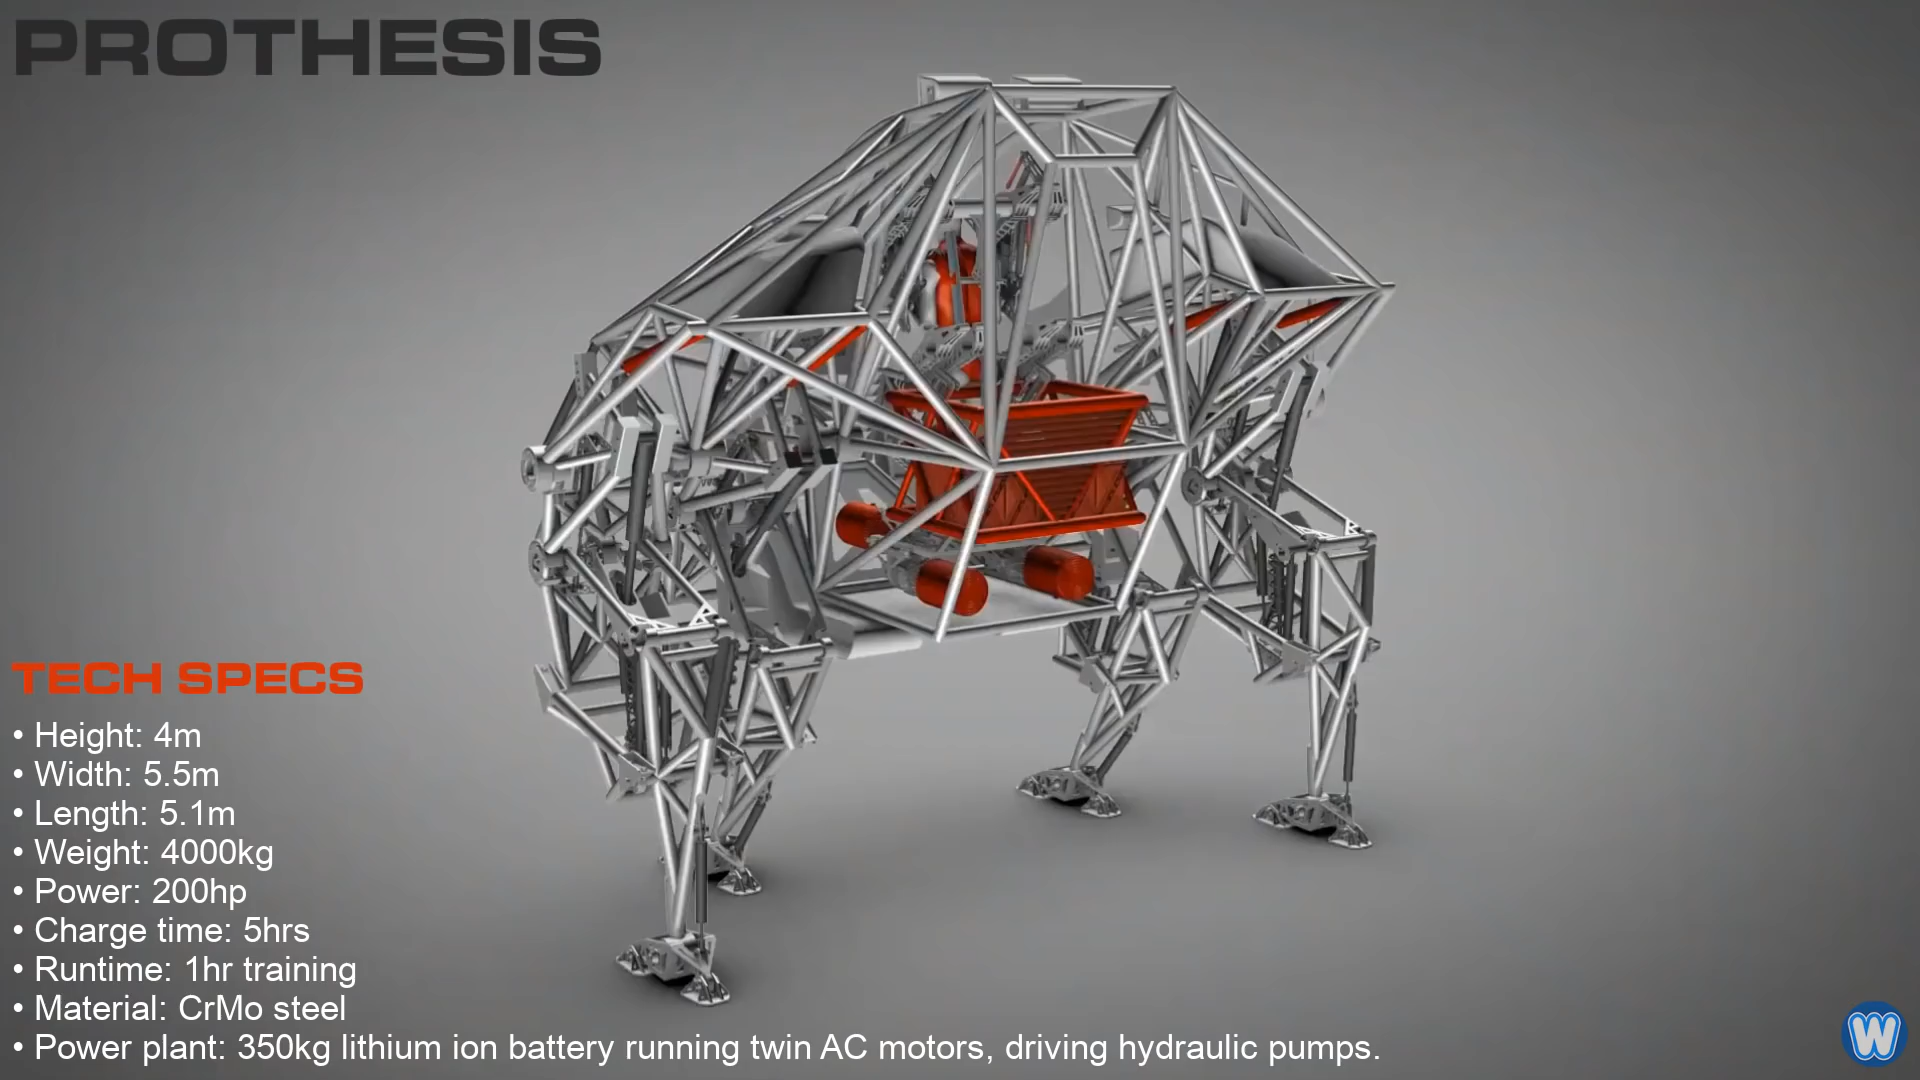 PROTHESIS
TECH SPECS
• Height: 4m
• Width: 5.5m
• Length: 5.1m
• Weight: 4000kg
• Power: 200hp
• Charge time: 5hrs
• Runtime: 1hr training
• Material: CrMo steel
• Power plant: 350kg lithium ion battery running twin AC motors, driving hydraulic pumps.
W